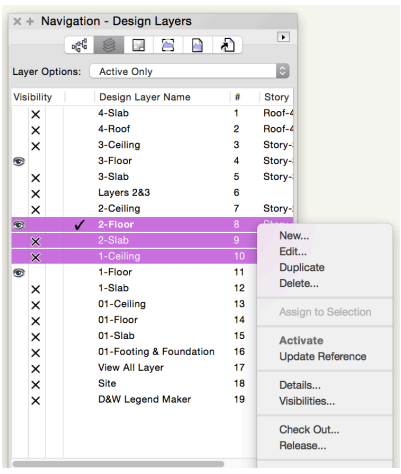 Navigation - Design Layers
Layer Options: Active Only
Visibility Design Layer Name # Story
4-Slab 1 Roof-4
4-Roof 2 Roof-4
3-Ceiling 3 Story-
3-Floor 4 Story-
3-Slab 5 Story-
Layers 2&3 6
2-Ceiling 7 Story-
2-Floor 8
2-Slab 9
1-Ceiling 10
1-Floor 11
1-Slab 12
01-Ceiling 13
01-Floor 14
01-Slab 15
01-Footing & Foundation 16
View All Layer 17
Site 18
D&W Legend Maker 19
New...
Edit...
Duplicate
Delete...
Assign to Selection
Activate
Update Reference
Details...
Visibilities...
Check Out...
Release...